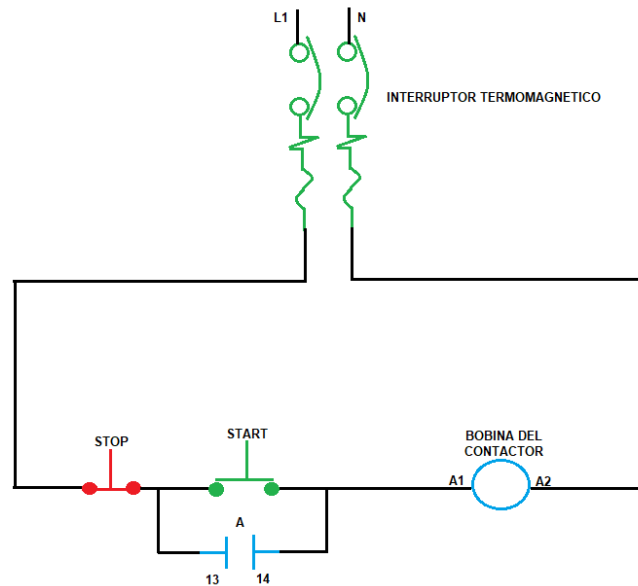 L1 N
INTERRUPTOR TERMOMAGNETICO
STOP
START
BOBINA DEL
CONTACTOR
A1 A2
A
13 14